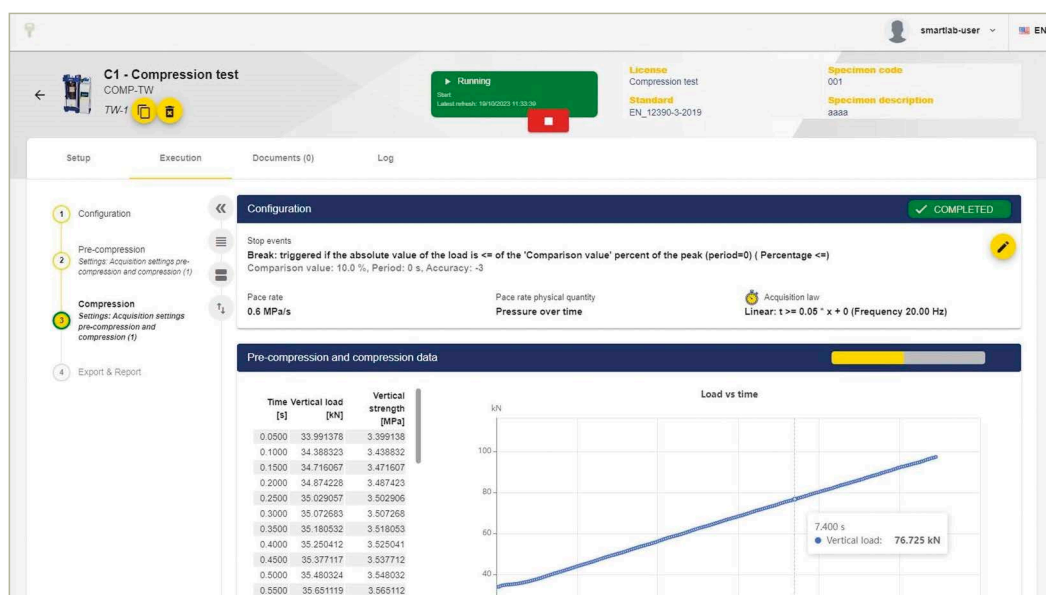 smartlab-user
EN
C1 - Compression test
COMP-TW
TW-1
Running
Start
Latest refresh: 19/10/2023 11:33:39
License
Compression test
Standard
EN_12390-3-2019
Specimen code
001
Specimen description
aaaa
Setup
Execution
Documents (0)
Log
1
Configuration
2
Pre-compression
Settings: Acquisition settings pre-
compression and compression (1)
3
Compression
Settings: Acquisition settings
pre-compression and
compression (1)
4
Export & Report
Configuration
COMPLETED
Stop events
Break: triggered if the absolute value of the load is <= of the 'Comparison value' percent of the peak (period=0) ( Percentage <=)
Comparison value: 10.0 %, Period: 0 s, Accuracy: -3
Pace rate
0.6 MPa/s
Pace rate physical quantity
Pressure over time
Acquisition law
Linear: t >= 0.05 * x + 0 (Frequency 20.00 Hz)
Pre-compression and compression data
Time [s] Vertical load [kN] Vertical strength [MPa]
0.0500 33.991378 3.399138
0.1000 34.388323 3.438832
0.1500 34.716067 3.471607
0.2000 34.874228 3.487423
0.2500 35.029057 3.502906
0.3000 35.072683 3.507268
0.3500 35.180532 3.518053
0.4000 35.250412 3.525041
0.4500 35.377117 3.537712
0.5000 35.480324 3.548032
0.5500 35.651119 3.565112
Load vs time
kN
100
80
60
40
7.400 s
Vertical load: 76.725 kN